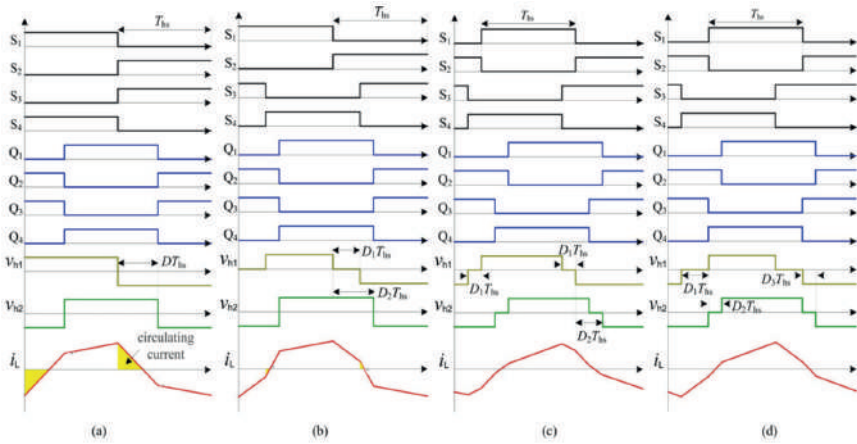 T_hs T_hs T_hs T_hs
S₁ S₁ S₁ S₁
S₂ S₂ S₂ S₂
S₃ S₃ S₃ S₃
S₄ S₄ S₄ S₄
Q₁ Q₁ Q₁ Q₁
Q₂ Q₂ Q₂ Q₂
Q₃ Q₃ Q₃ Q₃
Q₄ Q₄ Q₄ Q₄
v_h1 DT_hs v_h1 D₁T_hs v_h1 D₁T_hs v_h1
D₂T_hs D₁T_hs D₁T_hs D₃T_hs
v_h2 v_h2 v_h2 D₂T_hs v_h2 D₂T_hs
circulating
current
i_L i_L i_L i_L
(a) (b) (c) (d)